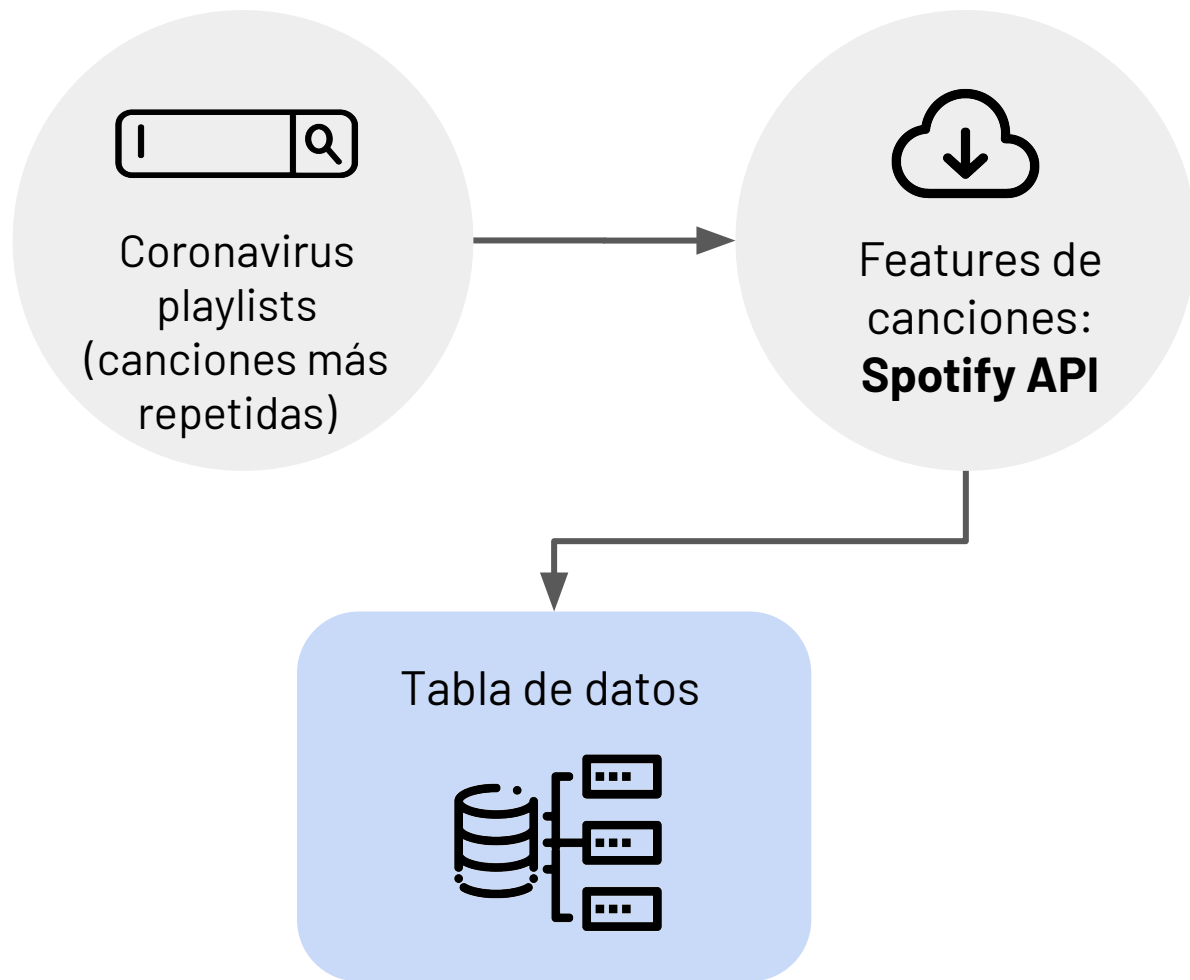 Coronavirus
playlists
(canciones más
repetidas)
Features de
canciones:
Spotify API
Tabla de datos